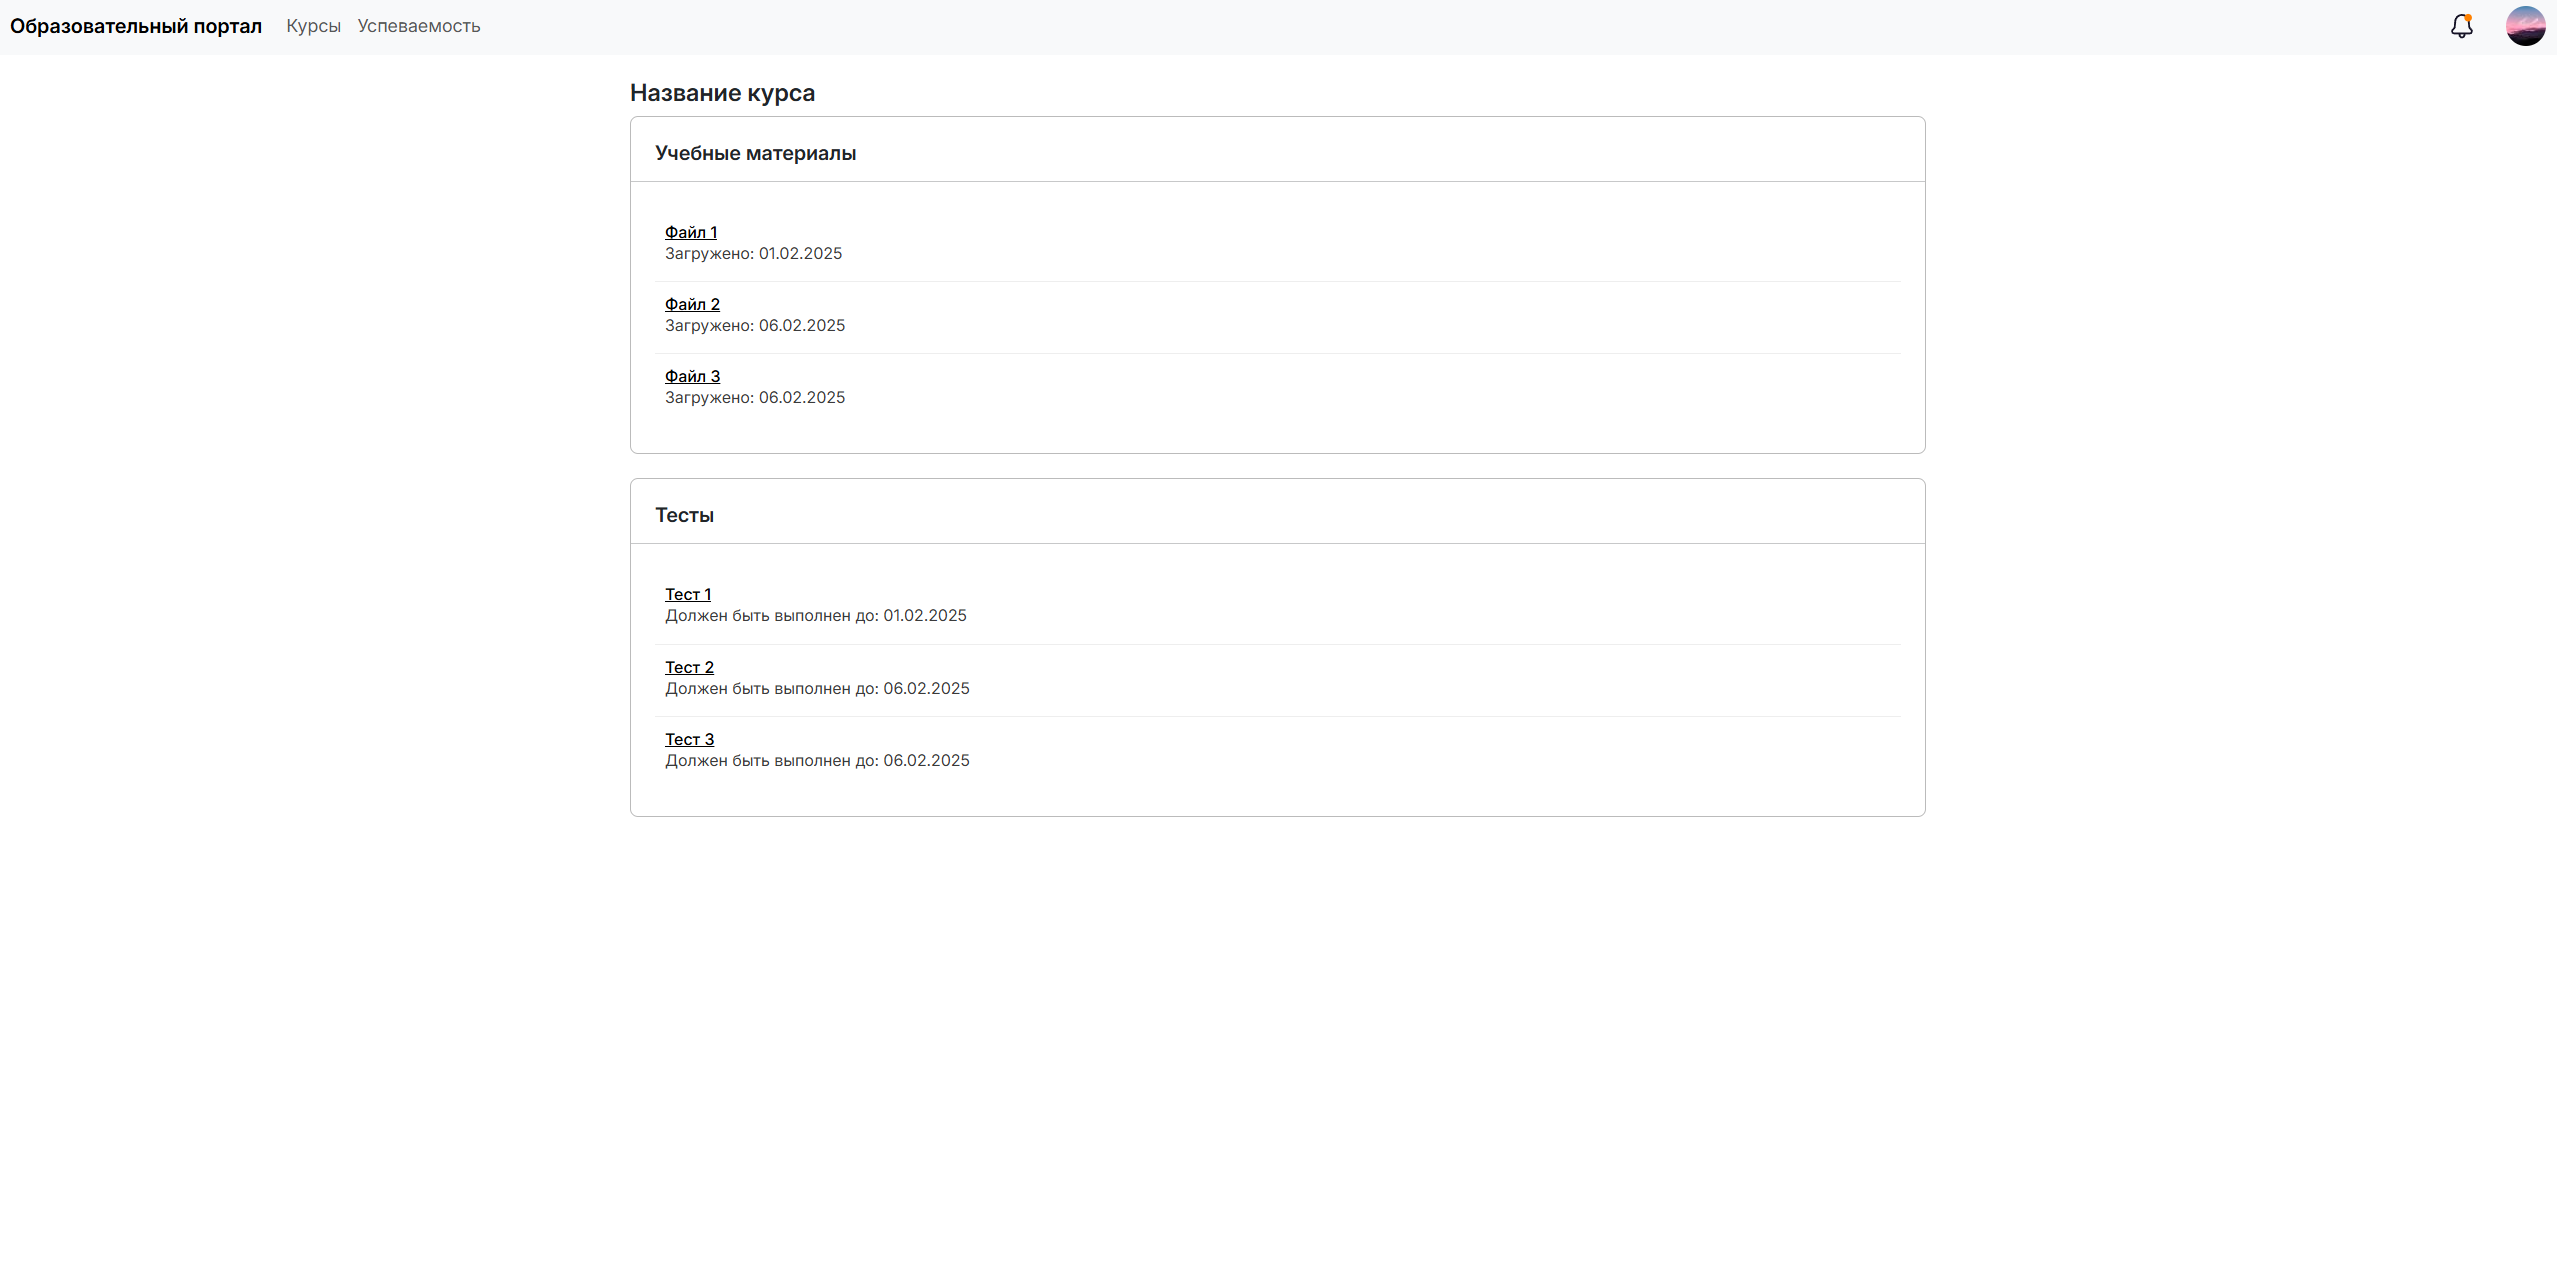 Образовательный портал Курсы Успеваемость
Название курса
Учебные материалы
Файл 1
Загружено: 01.02.2025
Файл 2
Загружено: 06.02.2025
Файл 3
Загружено: 06.02.2025
Тесты
Тест 1
Должен быть выполнен до: 01.02.2025
Тест 2
Должен быть выполнен до: 06.02.2025
Тест 3
Должен быть выполнен до: 06.02.2025